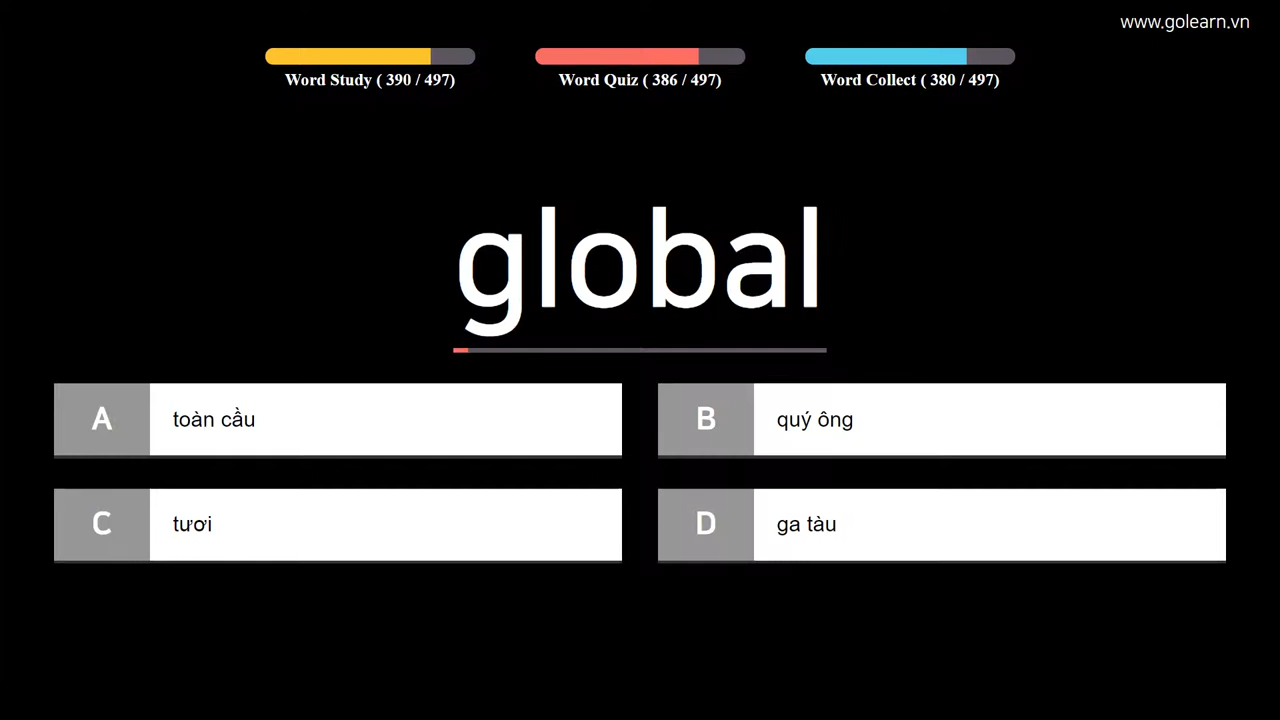 www.golearn.vn
Word Study ( 390 / 497)
Word Quiz ( 386 / 497)
Word Collect ( 380 / 497)
global
A toàn cầu
B quý ông
C tươi
D ga tàu